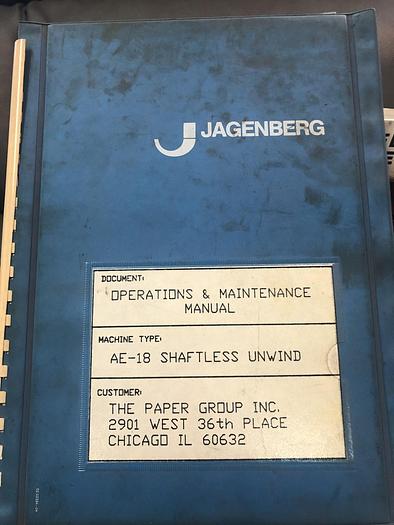 JAGENBERG
DOCUMENT:
OPERATIONS & MAINTENANCE
MANUAL
MACHINE TYPE:
AE-18 SHAFTLESS UNWIND
CUSTOMER:
THE PAPER GROUP INC.
2901 WEST 36th PLACE
CHICAGO IL 60632